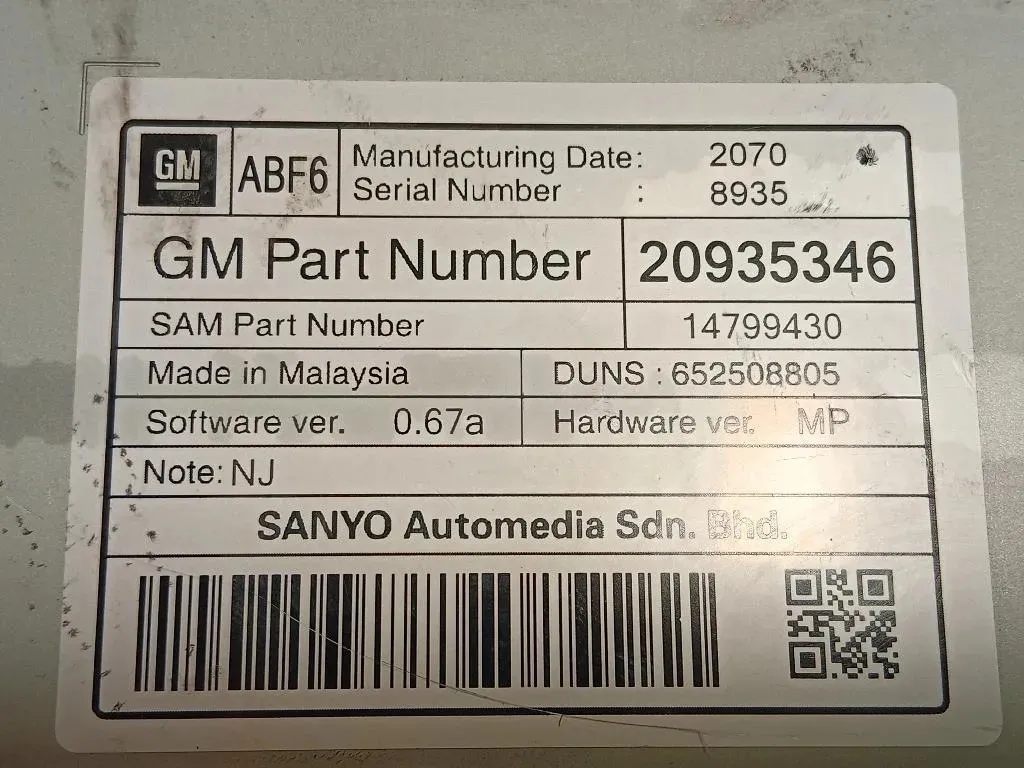 GM ABF6 Manufacturing Date: 2070
Serial Number : 8935
GM Part Number 20935346
SAM Part Number 14799430
Made in Malaysia DUNS : 652508805
Software ver. 0.67a Hardware ver. MP
Note: NJ
SANYO Automedia Sdn. Bhd.